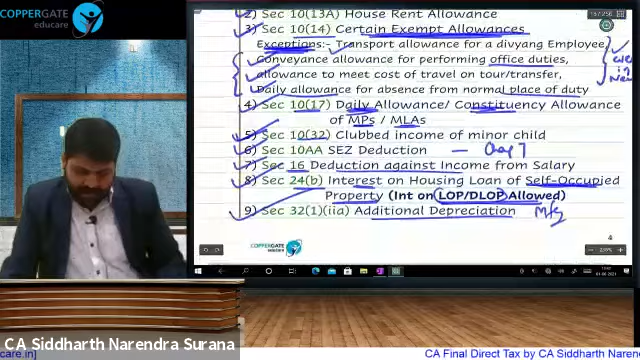 COPPERGATE
educare
2) Sec 10(13A) House Rent Allowance
3) Sec 10(14) Certain Exempt Allowances
Exceptions:- Transport allowance for a divyang Employee
Conveyance allowance for performing office duties,
allowance to meet cost of travel on tour/transfer,
Daily allowance for absence from normal place of duty
4) Sec 10(17) Daily Allowance/ Constituency Allowance
of MPs / MLAs
5) Sec 10(32) Clubbed income of minor child
6) Sec 10AA SEZ Deduction
7) Sec 16 Deduction against Income from Salary
8) Sec 24(b) Interest on Housing Loan of Self-Occupied
Property (Int on LOP/DLOP Allowed)
9) Sec 32(1)(iia) Additional Depreciation Mfg
4
COPPERGATE
educare
CA Siddharth Narendra Surana
care.in]
CA Final Direct Tax by CA Siddharth Naren